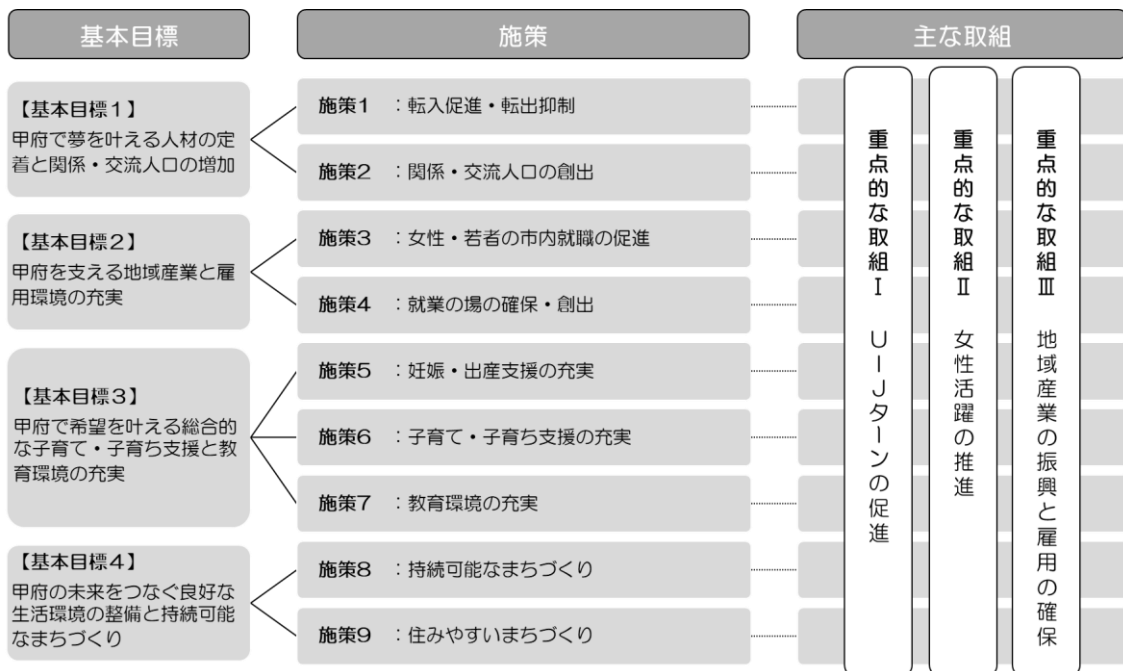 基本目標
施策
主な取組
【基本目標1】
甲府で夢を叶える人材の定
着と関係・交流人口の増加
施策1 ：転入促進・転出抑制
施策2 ：関係・交流人口の創出
【基本目標2】
甲府を支える地域産業と雇
用環境の充実
施策3 ：女性・若者の市内就職の促進
施策4 ：就業の場の確保・創出
【基本目標3】
甲府で希望を叶える総合的
な子育て・子育ち支援と教
育環境の充実
施策5 ：妊娠・出産支援の充実
施策6 ：子育て・子育ち支援の充実
施策7 ：教育環境の充実
【基本目標4】
甲府の未来をつなぐ良好な
生活環境の整備と持続可能
なまちづくり
施策8 ：持続可能なまちづくり
施策9 ：住みやすいまちづくり
重点的な取組Ⅰ ＵＩＪターンの促進
重点的な取組Ⅱ 女性活躍の推進
重点的な取組Ⅲ 地域産業の振興と雇用の確保